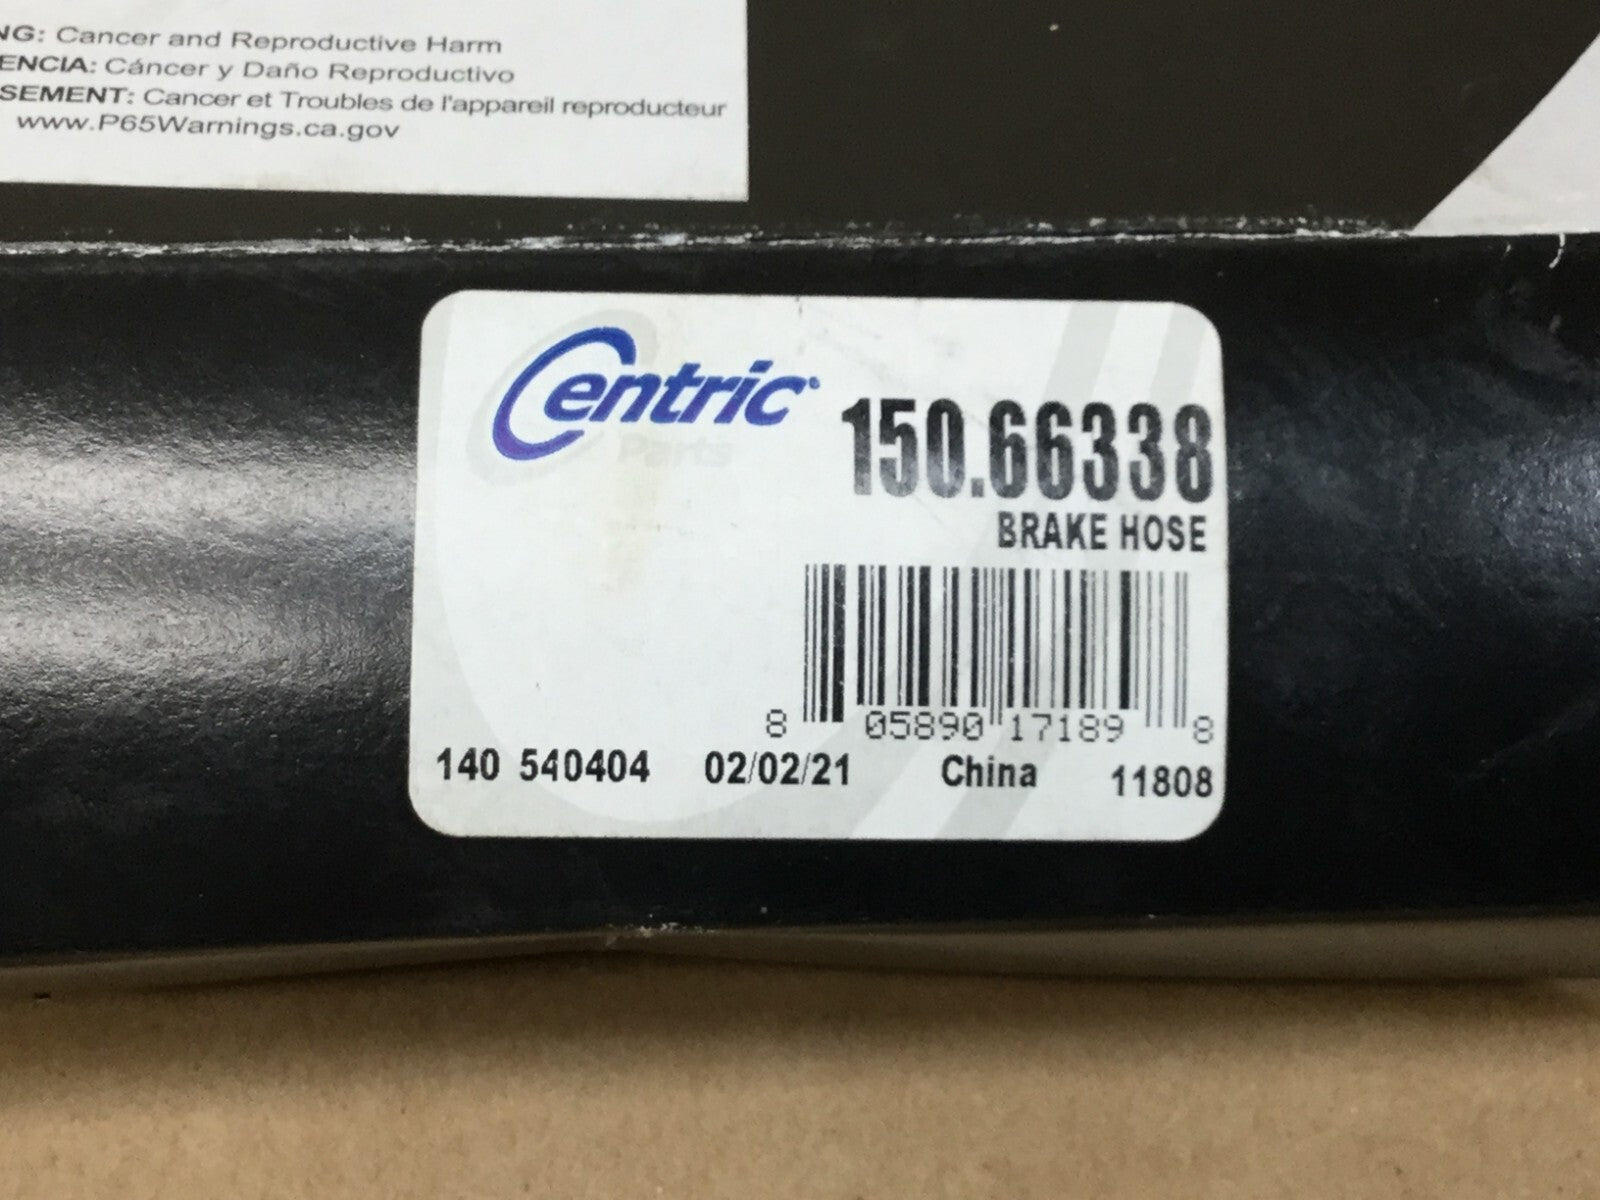 NG: Cancer and Reproductive Harm
ENCIA: Cáncer y Daño Reproductivo
SEMENT: Cancer et Troubles de l'appareil reproducteur
www.P65Warnings.ca.gov
Centric
Parts
150.66338
BRAKE HOSE
8 05890 17189 8
140 540404 02/02/21 China 11808